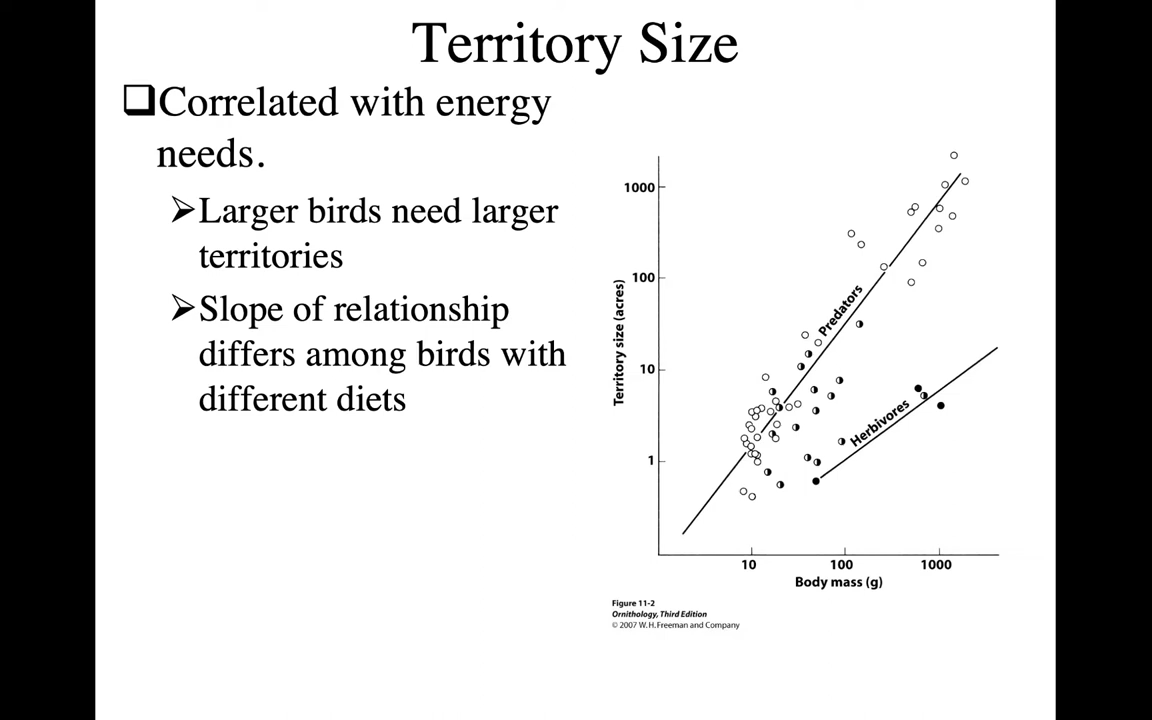 Territory Size
❑Correlated with energy
needs.
➢Larger birds need larger
territories
➢Slope of relationship
differs among birds with
different diets
1000
100
10
1
Territory size (acres)
Predators
Herbivores
10 100 1000
Body mass (g)
Figure 11-2
Ornithology, Third Edition
© 2007 W. H. Freeman and Company